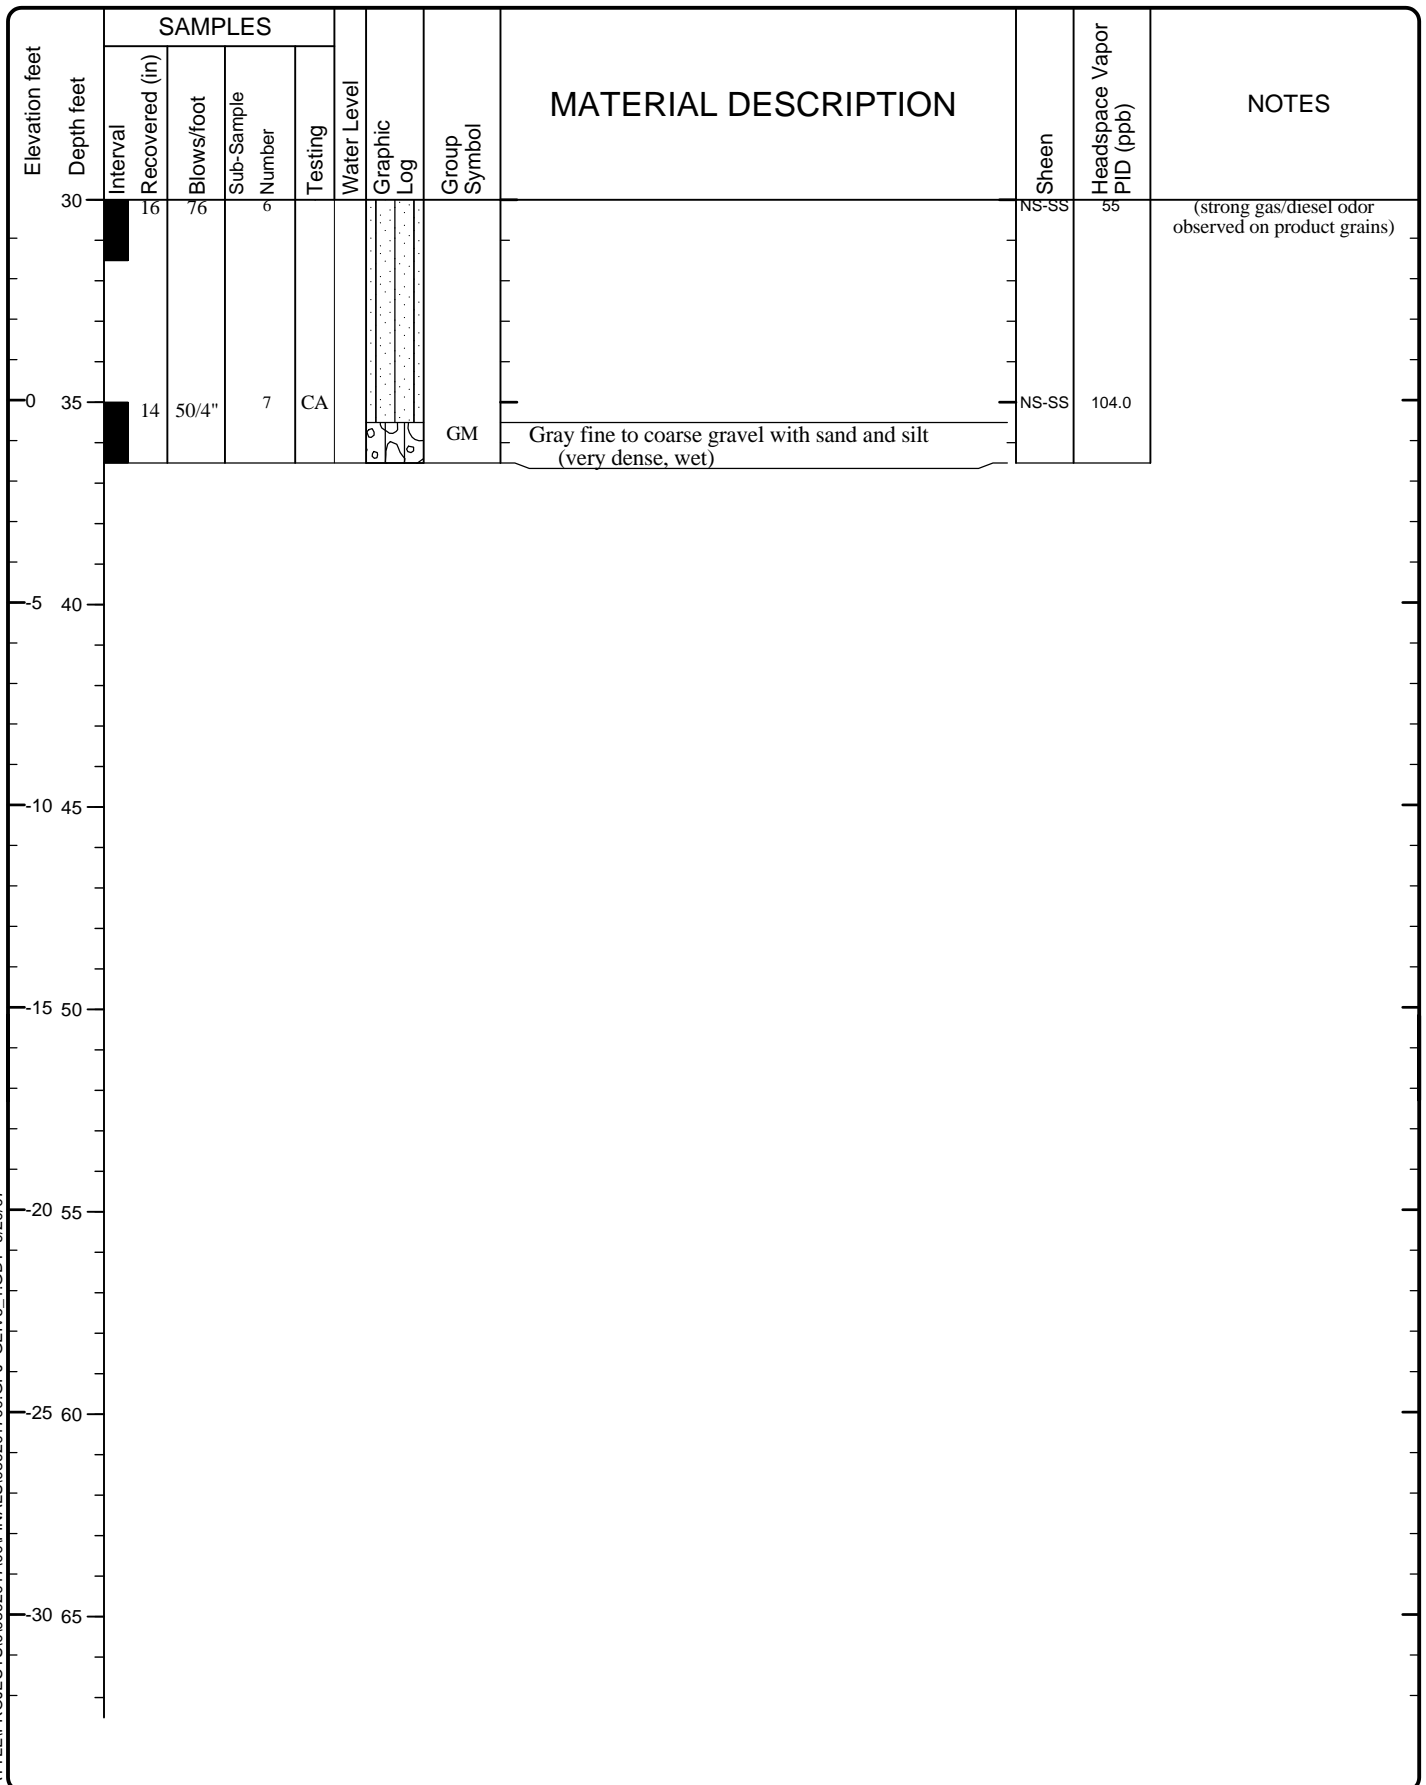 Elevation feet
Depth feet
SAMPLES
Interval
Recovered (in)
Blows/foot
Sub-Sample
Number
Testing
Water Level
Graphic
Log
Group
Symbol
MATERIAL DESCRIPTION
Sheen
Headspace Vapor
PID (ppb)
NOTES
30 16 76 6 NS-SS 55 (strong gas/diesel odor
observed on product grains)
0 35 14 50/4" 7 CA NS-SS 104.0
GM Gray fine to coarse gravel with sand and silt
(very dense, wet)
-5 40
-10 45
-15 50
-20 55
-25 60
-30 65